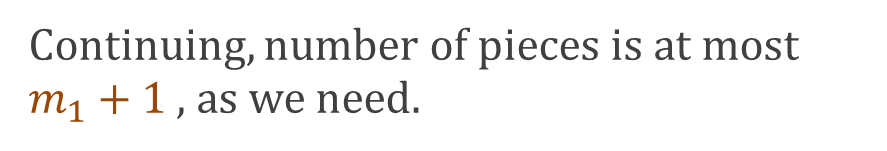 Continuing, number of pieces is at most
m₁ + 1 , as we need.